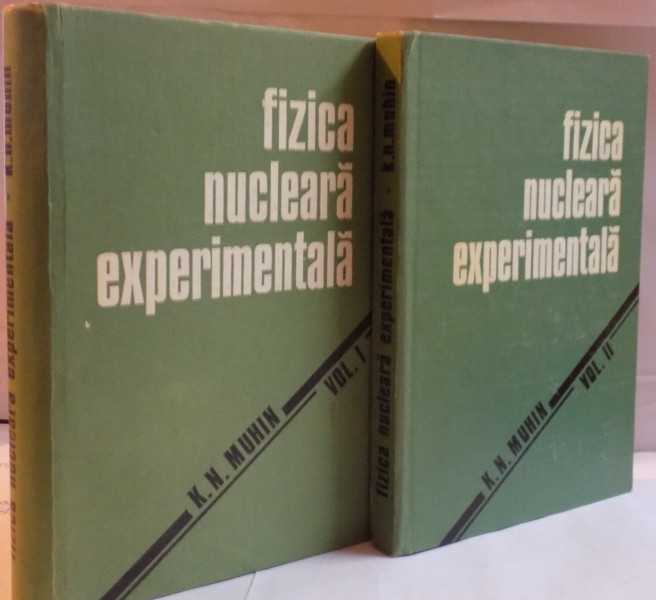 fizica nucleară experimentală · K.n.muhin
fizica
nucleară
experimentală
K. N. MUHIN
VOL. I
fizica nucleară experimentală · K.n.muhin
fizica
nucleară
experimentală
K. N. MUHIN
VOL. II